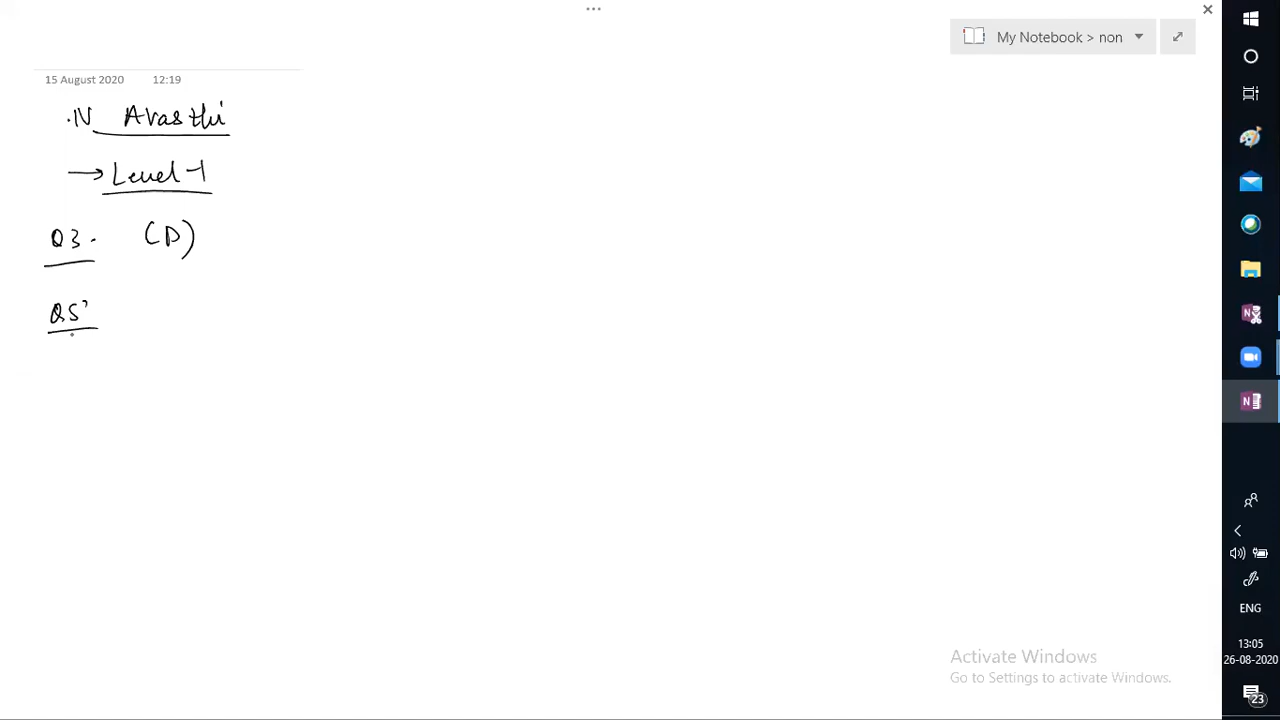 My Notebook > non
15 August 2020 12:19
.N Avasthi
→ Level-1
Q3. (D)
Q5'
Activate Windows
Go to Settings to activate Windows.
ENG
13:05
26-08-2020
23